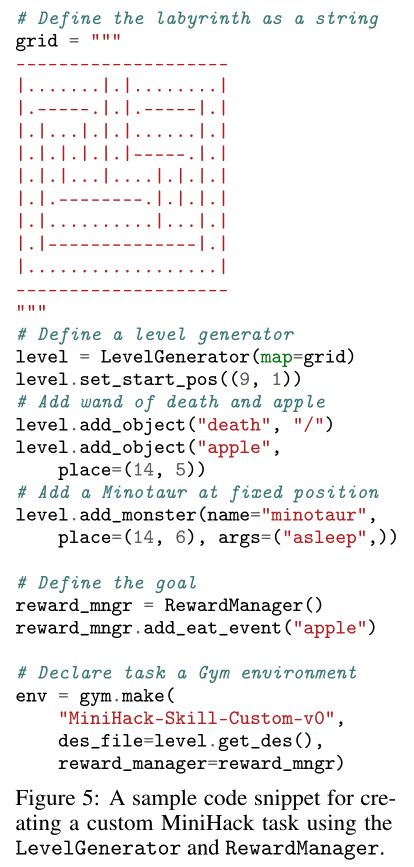 # Define the labyrinth as a string
grid = """
--------------------
|.......|.|........|
|.-----.|.|.-----|.|
|.|...|.|.|......|.|
|.|.|.|.|.|-----.|.|
|.|.|...|....|.|.|.|
|.|.--------.|.|.|.|
|.|..........|...|.|
|.|--------------|.|
|..................|
--------------------
"""
# Define a level generator
level = LevelGenerator(map=grid)
level.set_start_pos((9, 1))
# Add wand of death and apple
level.add_object("death", "/")
level.add_object("apple",
    place=(14, 5))
# Add a Minotaur at fixed position
level.add_monster(name="minotaur",
    place=(14, 6), args=("asleep",))

# Define the goal
reward_mngr = RewardManager()
reward_mngr.add_eat_event("apple")

# Declare task a Gym environment
env = gym.make(
    "MiniHack-Skill-Custom-v0",
    des_file=level.get_des(),
    reward_manager=reward_mngr)
Figure 5: A sample code snippet for cre-
ating a custom MiniHack task using the
LevelGenerator and RewardManager.